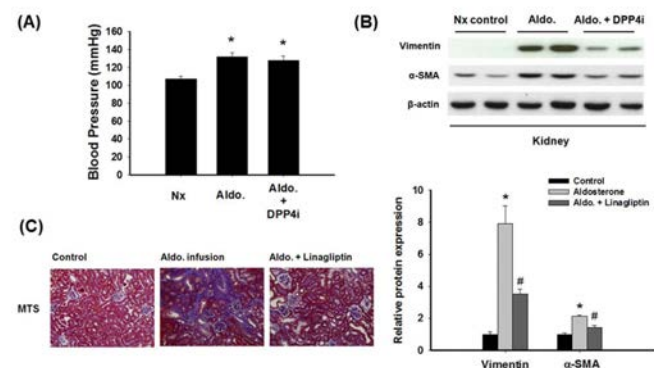 (A)
Blood Pressure (mmHg)
160
140
120
100
80
60
40
20
0
*
*
Nx
Aldo.
Aldo.
+
DPP4i
(B)
Nx control
Aldo.
Aldo. + DPP4i
Vimentin
α-SMA
β-actin
Kidney
Control
Aldosterone
Aldo. + Linagliptin
Relative protein expression
10
8
6
4
2
0
*
#
*
#
Vimentin
α-SMA
(C)
Control
Aldo. infusion
Aldo. + Linagliptin
MTS